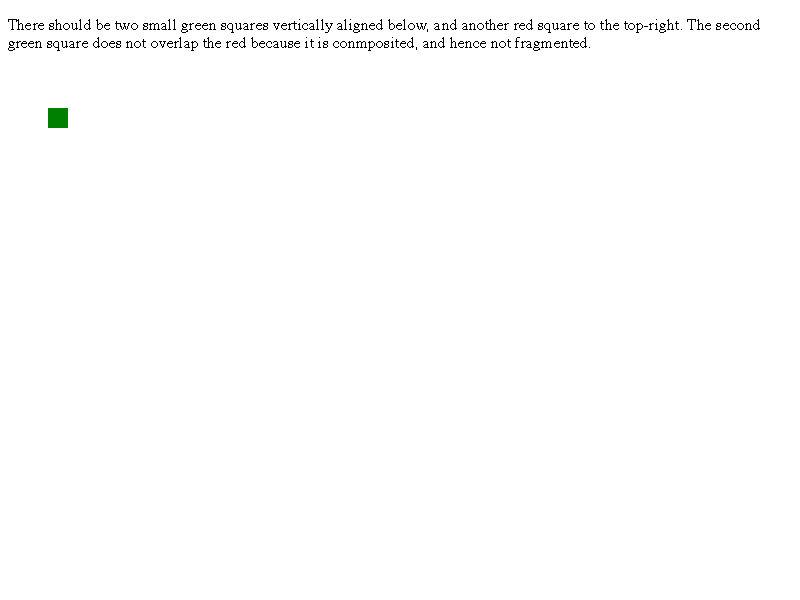 There should be two small green squares vertically aligned below, and another red square to the top-right. The second
green square does not overlap the red because it is conmposited, and hence not fragmented.